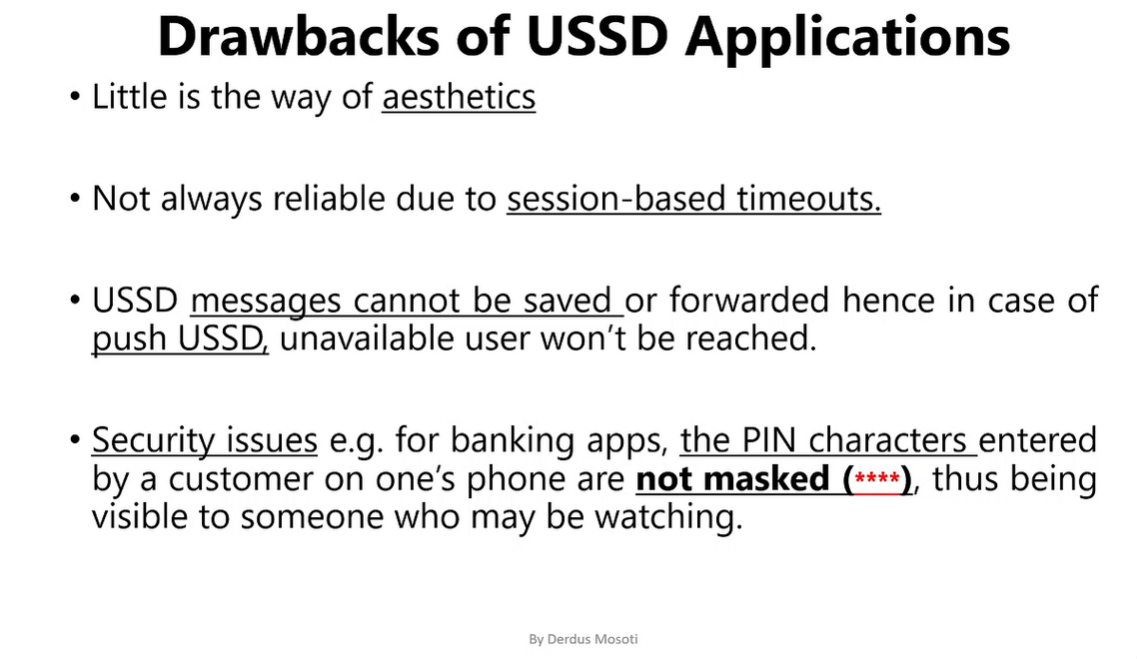 Drawbacks of USSD Applications
• Little is the way of aesthetics
• Not always reliable due to session-based timeouts.
• USSD messages cannot be saved or forwarded hence in case of
push USSD, unavailable user won’t be reached.
• Security issues e.g. for banking apps, the PIN characters entered
by a customer on one’s phone are not masked (****), thus being
visible to someone who may be watching.
By Derdus Mosoti